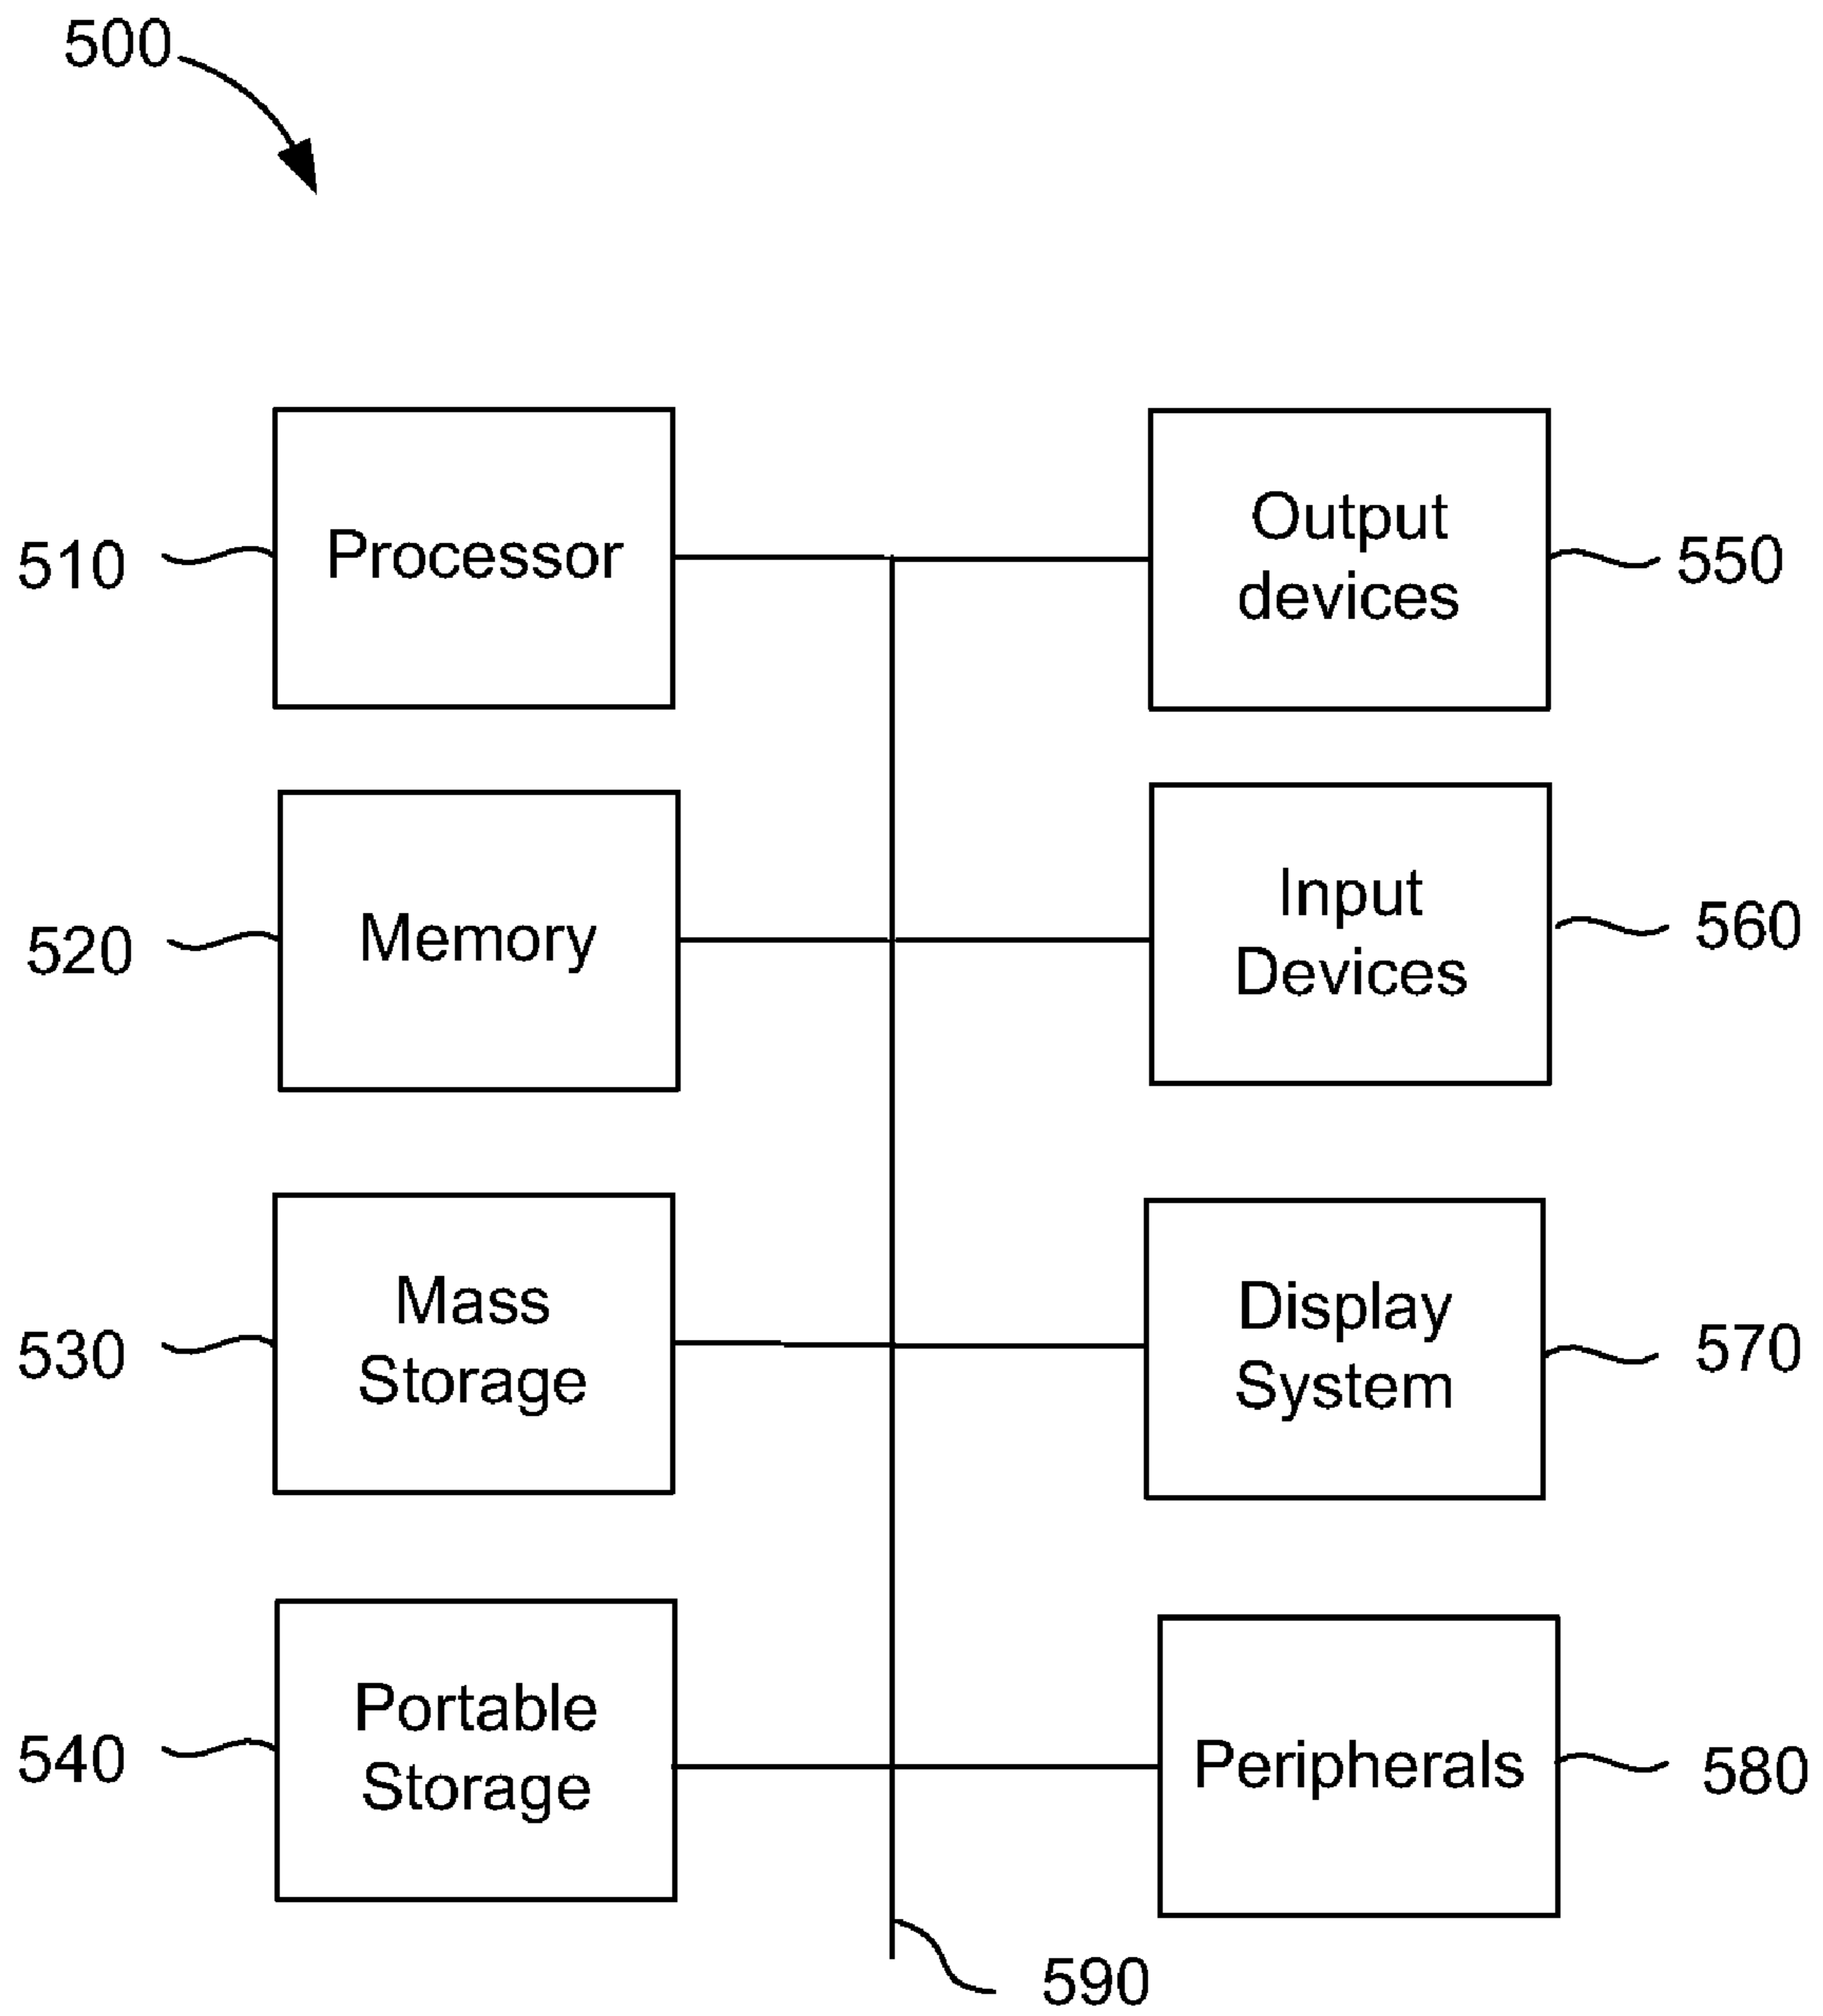 500
510
Processor
Output
devices
550
520
Memory
Input
Devices
560
530
Mass
Storage
Display
System
570
540
Portable
Storage
Peripherals
580
590